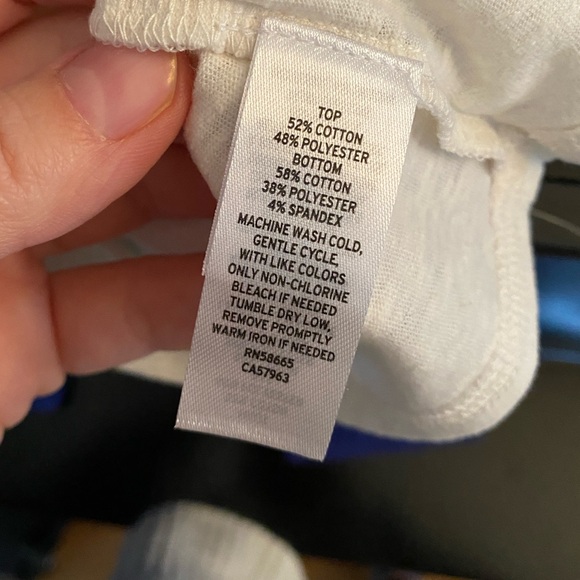 TOP
52% COTTON
48% POLYESTER
BOTTOM
58% COTTON
38% POLYESTER
4% SPANDEX
MACHINE WASH COLD,
GENTLE CYCLE,
WITH LIKE COLORS
ONLY NON-CHLORINE
BLEACH IF NEEDED
TUMBLE DRY LOW,
REMOVE PROMPTLY
WARM IRON IF NEEDED
RN58665
CA57963